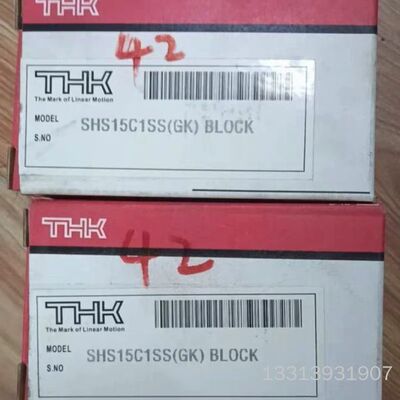 THK
42
THK
The Mark of Linear Motion
MODEL SHS15C1SS(GK) BLOCK
S.NO
THK
42
THK
The Mark of Linear Motion
MODEL SHS15C1SS(GK) BLOCK
S.NO
13313931907